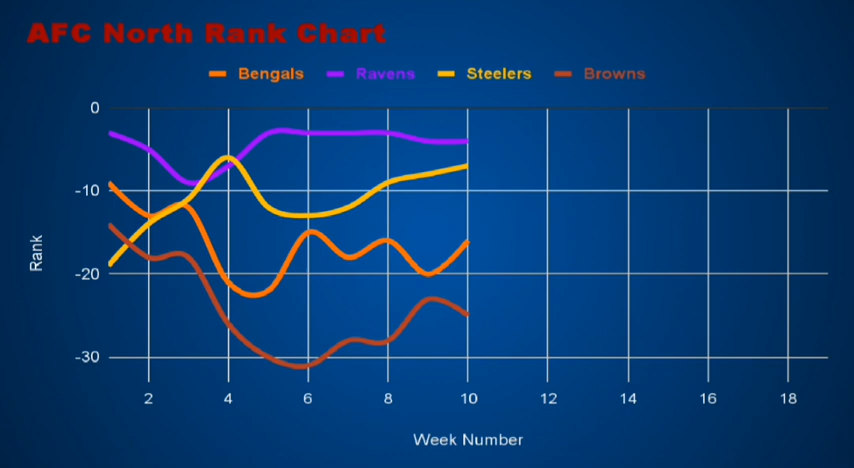 AFC North Rank Chart
Bengals Ravens Steelers Browns
0
-10
-20
-30
Rank
2 4 6 8 10 12 14 16 18
Week Number